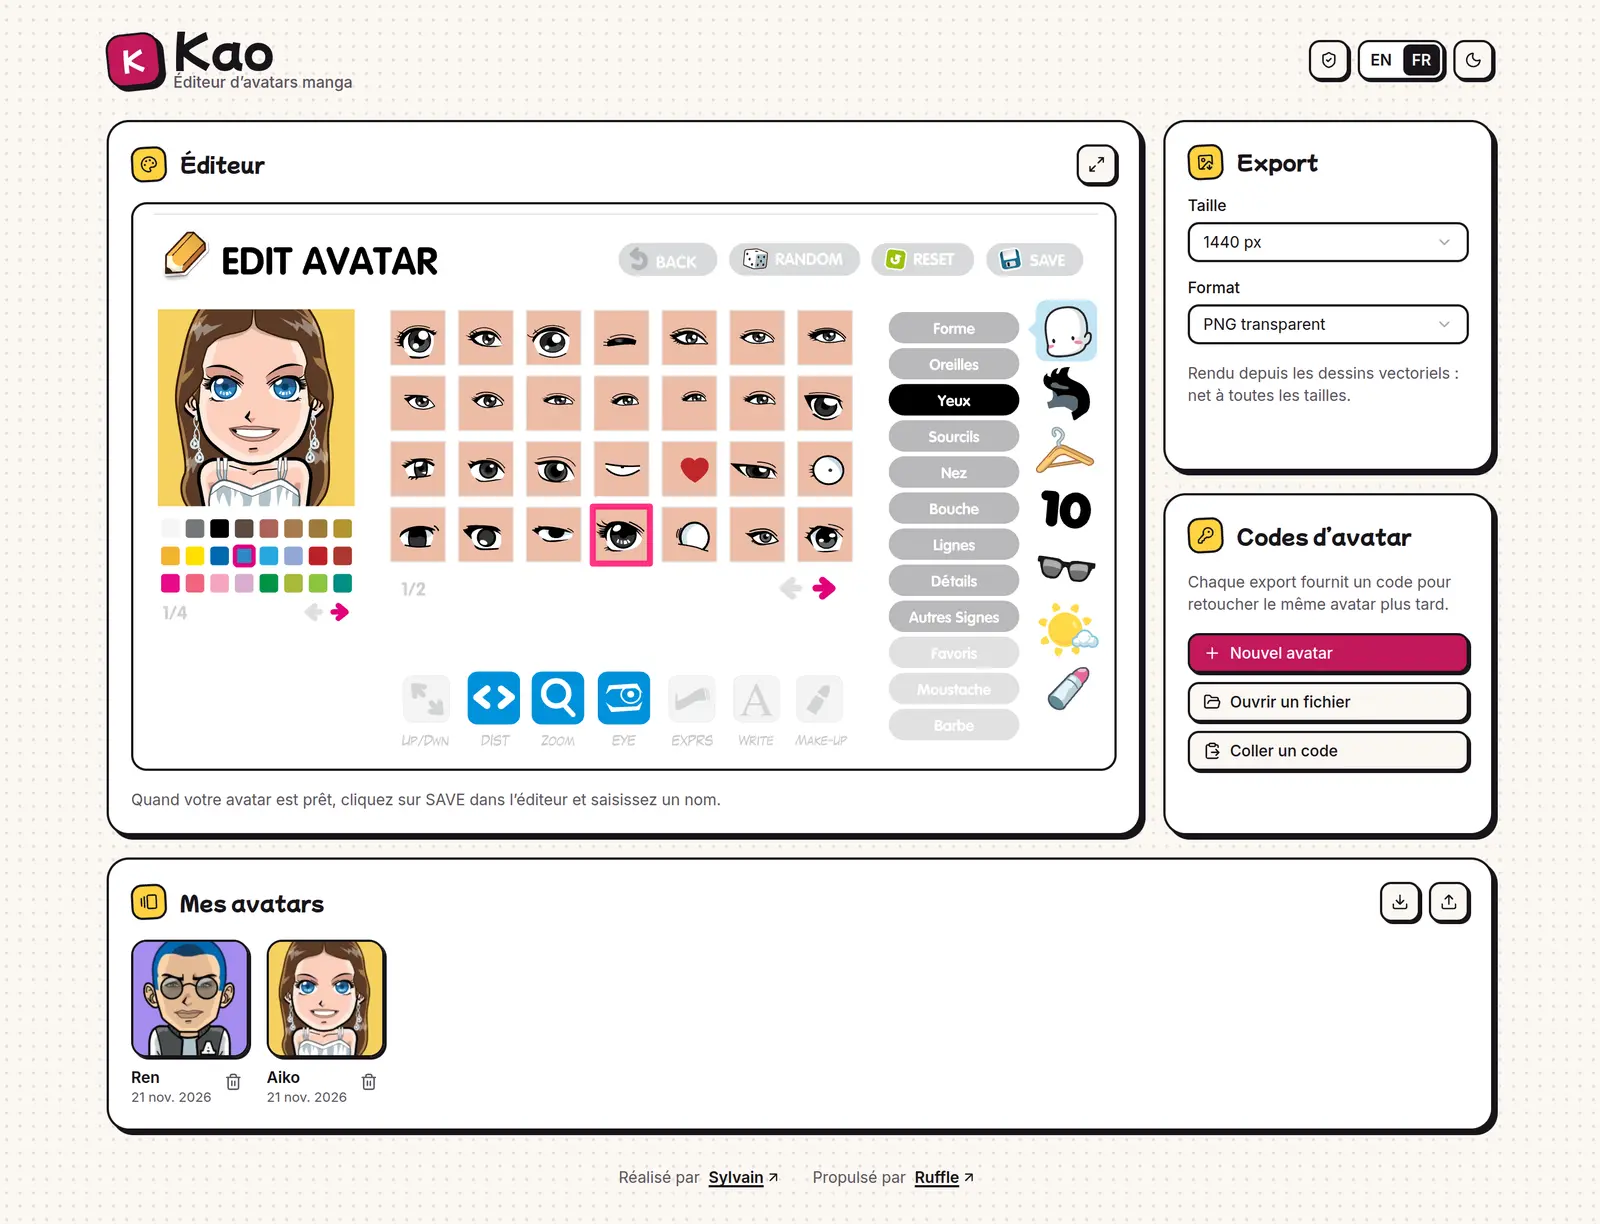 K
Kao
Éditeur d’avatars manga
EN
FR
Éditeur
EDIT AVATAR
BACK
RANDOM
RESET
SAVE
Forme
Oreilles
Yeux
Sourcils
Nez
Bouche
Lignes
Détails
Autres Signes
Favoris
Moustache
Barbe
10
1/4
1/2
UP/DWN
DIST
ZOOM
EYE
EXPRS
A
WRITE
MAKE-UP
Quand votre avatar est prêt, cliquez sur SAVE dans l’éditeur et saisissez un nom.
Export
Taille
1440 px
Format
PNG transparent
Rendu depuis les dessins vectoriels :
net à toutes les tailles.
Codes d’avatar
Chaque export fournit un code pour
retoucher le même avatar plus tard.
Nouvel avatar
Ouvrir un fichier
Coller un code
Mes avatars
A
Ren
21 nov. 2026
Aiko
21 nov. 2026
Réalisé par Sylvain
Propulsé par Ruffle